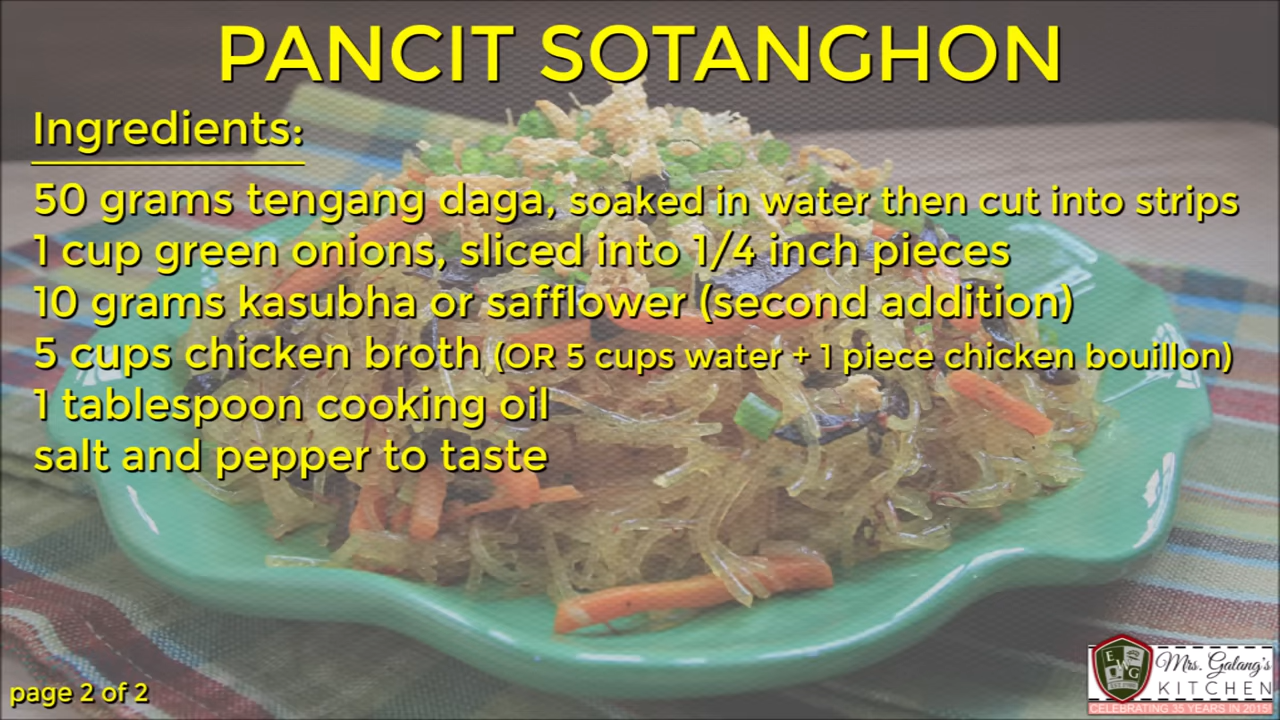 PANCIT SOTANGHON
Ingredients:
50 grams tengang daga, soaked in water then cut into strips
1 cup green onions, sliced into 1/4 inch pieces
10 grams kasubha or safflower (second addition)
5 cups chicken broth (OR 5 cups water + 1 piece chicken bouillon)
1 tablespoon cooking oil
salt and pepper to taste
page 2 of 2
EWG
Mrs. Galang's
KITCHEN
CELEBRATING 35 YEARS IN 2015!